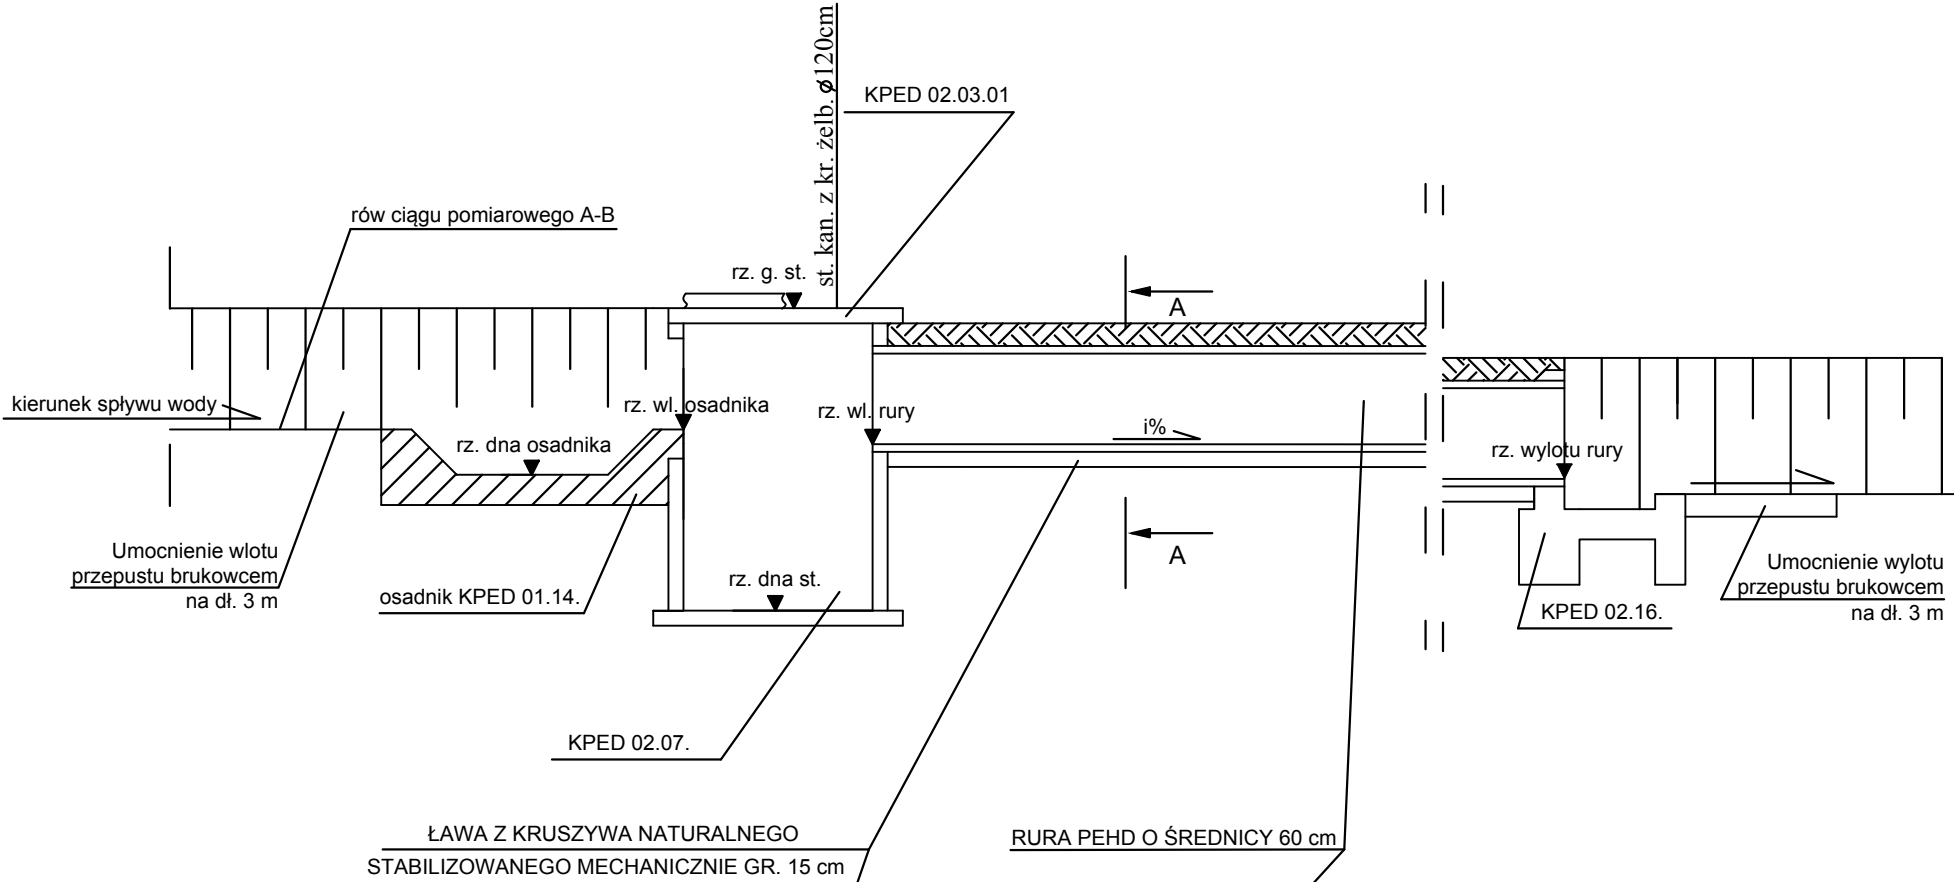 st. kan. z kr. żelb. ø120cm
KPED 02.03.01
rów ciągu pomiarowego A-B
rz. g. st.
A
kierunek spływu wody
rz. wl. osadnika
rz. wl. rury
i%
rz. dna osadnika
rz. wylotu rury
Umocnienie wlotu
przepustu brukowcem
na dł. 3 m
A
Umocnienie wylotu
przepustu brukowcem
na dł. 3 m
osadnik KPED 01.14.
rz. dna st.
KPED 02.16.
KPED 02.07.
ŁAWA Z KRUSZYWA NATURALNEGO
STABILIZOWANEGO MECHANICZNIE GR. 15 cm
RURA PEHD O ŚREDNICY 60 cm